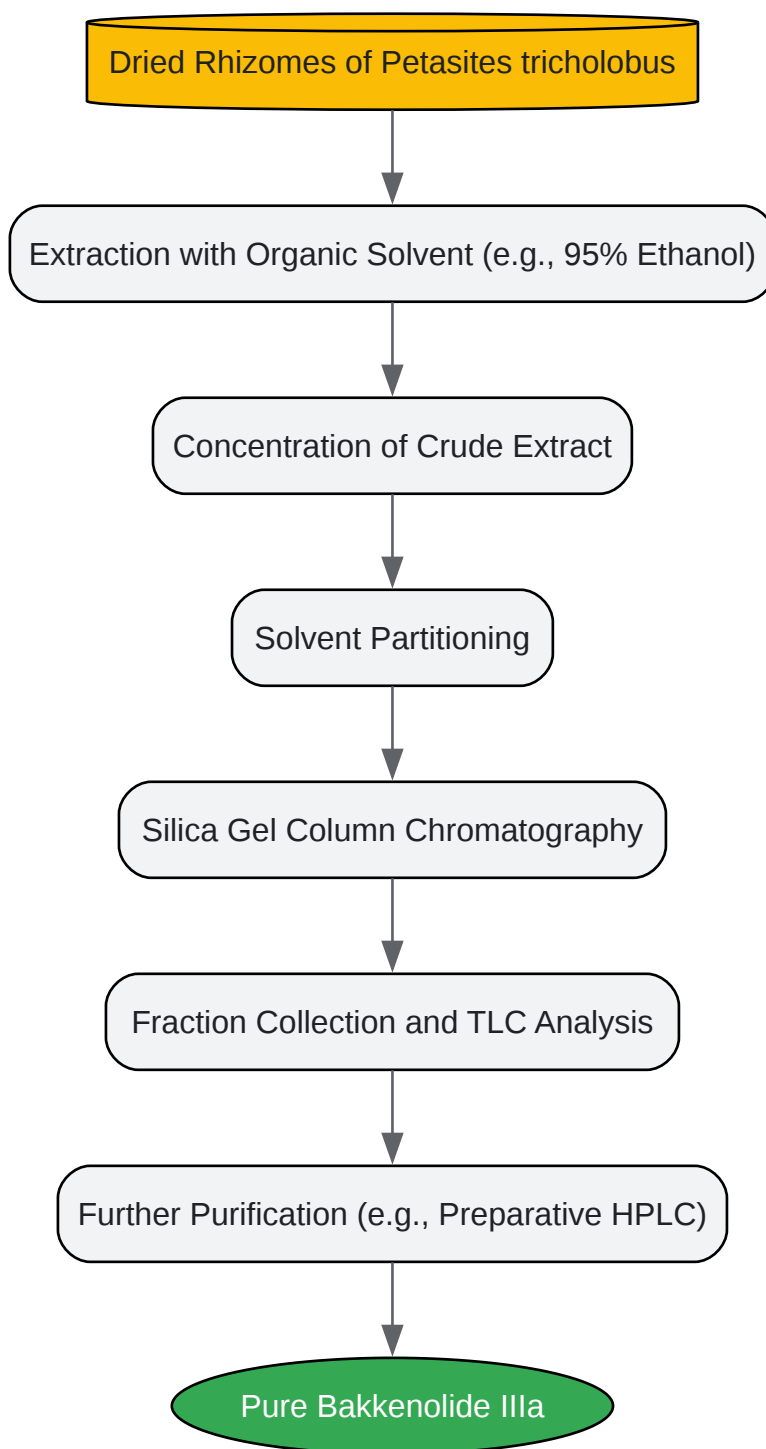 Dried Rhizomes of Petasites tricholobus
Extraction with Organic Solvent (e.g., 95% Ethanol)
Concentration of Crude Extract
Solvent Partitioning
Silica Gel Column Chromatography
Fraction Collection and TLC Analysis
Further Purification (e.g., Preparative HPLC)
Pure Bakkenolide IIIa